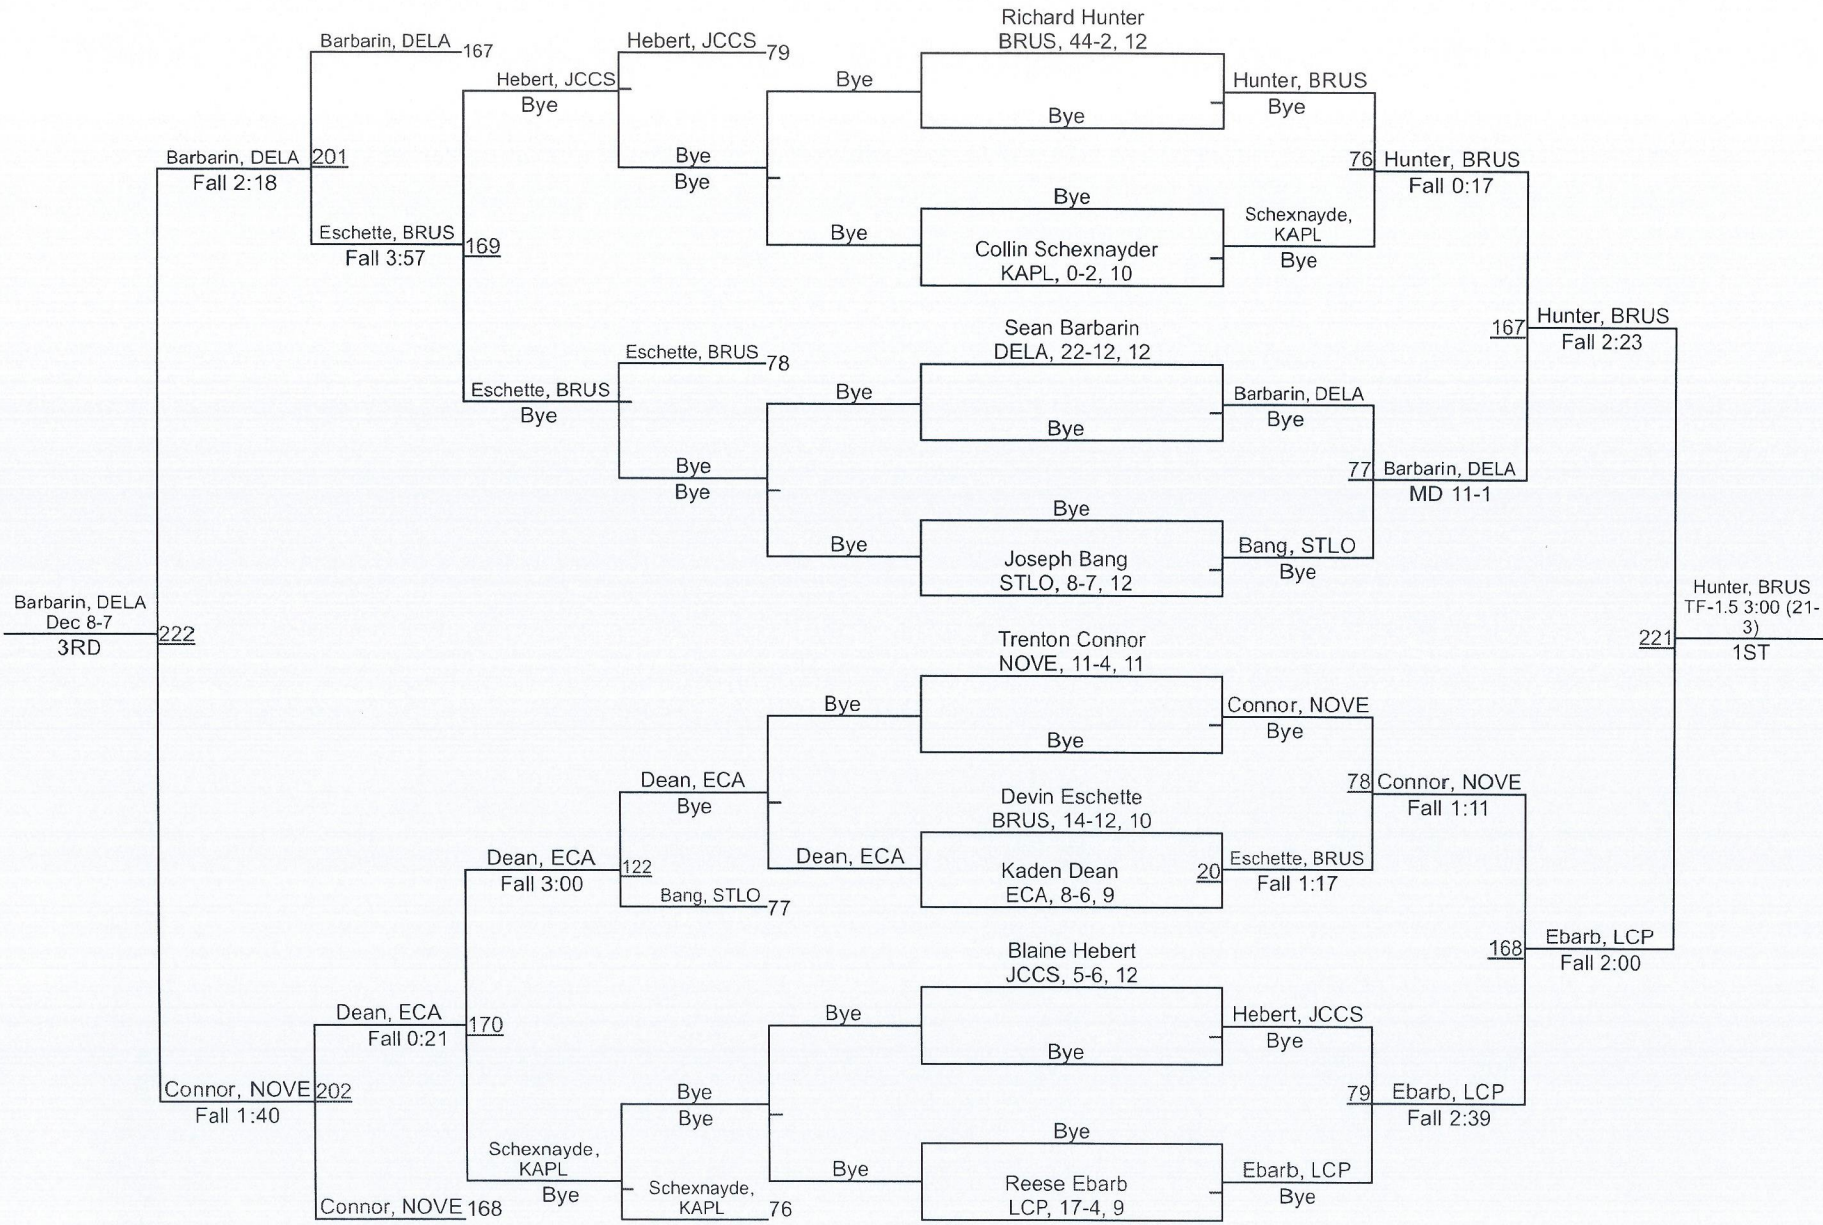 Richard Hunter
BRUS, 44-2, 12
Bye
Bye
Collin Schexnayder
KAPL, 0-2, 10
Sean Barbarin
DELA, 22-12, 12
Bye
Bye
Joseph Bang
STLO, 8-7, 12
Trenton Connor
NOVE, 11-4, 11
Bye
Devin Eschette
BRUS, 14-12, 10
Kaden Dean
ECA, 8-6, 9
20
Blaine Hebert
JCCS, 5-6, 12
Bye
Bye
Reese Ebarb
LCP, 17-4, 9
Hunter, BRUS
Bye
76
Schexnayde,
KAPL
Bye
Barbarin, DELA
Bye
77
Bang, STLO
Bye
Connor, NOVE
Bye
78
Eschette, BRUS
Fall 1:17
Hebert, JCCS
Bye
79
Ebarb, LCP
Bye
Hunter, BRUS
Fall 0:17
167
Barbarin, DELA
MD 11-1
Connor, NOVE
Fall 1:11
168
Ebarb, LCP
Fall 2:39
Hunter, BRUS
Fall 2:23
221
Ebarb, LCP
Fall 2:00
Hunter, BRUS
TF-1.5 3:00 (21-
3)
1ST
Bye
Bye
Bye
Bye
Bye
Dean, ECA
Bye
Bye
Hebert, JCCS
79
Bye
Bye
Eschette, BRUS
78
Bye
Bye
Dean, ECA
Bye
122
Bang, STLO
77
Bye
Bye
Schexnayde,
KAPL
76
Hebert, JCCS
Bye
169
Eschette, BRUS
Bye
Dean, ECA
Fall 3:00
170
Schexnayde,
KAPL
Bye
Barbarin, DELA
167
201
Eschette, BRUS
Fall 3:57
Dean, ECA
Fall 0:21
202
Connor, NOVE
168
Barbarin, DELA
Fall 2:18
222
Connor, NOVE
Fall 1:40
Barbarin, DELA
Dec 8-7
3RD